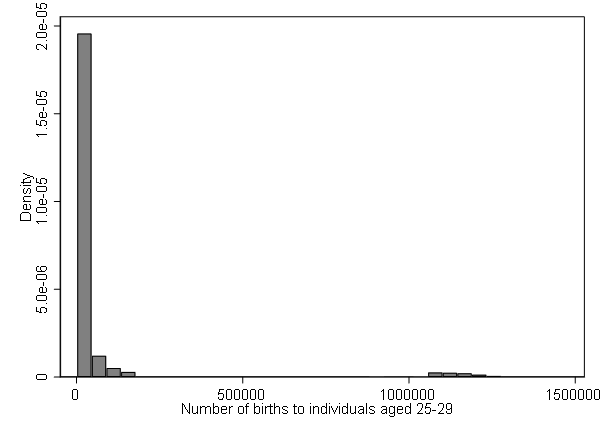 2.0e-05
1.5e-05
1.0e-05
5.0e-06
0
Density
0 500000 1000000 1500000
Number of births to individuals aged 25-29